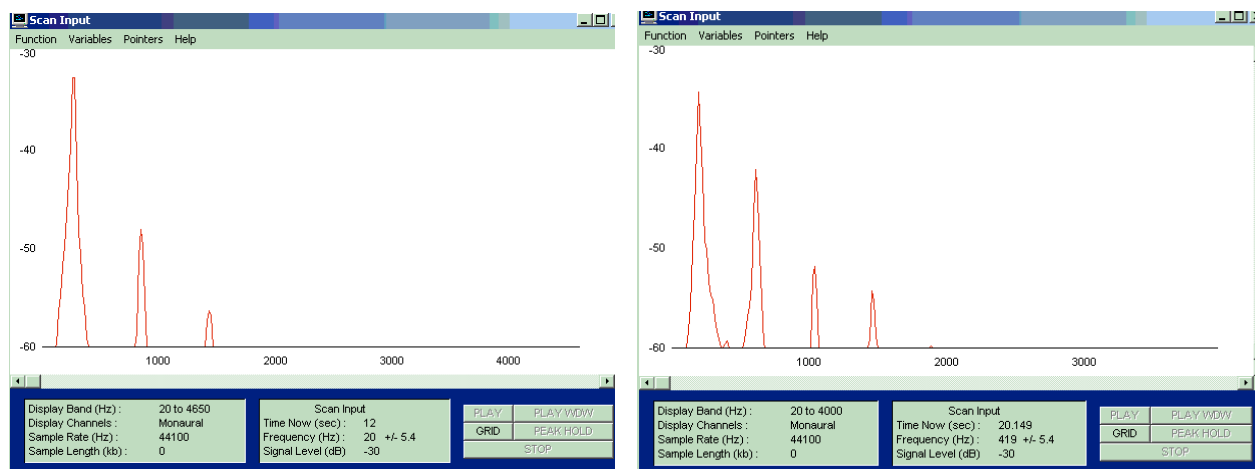 Scan Input
Function Variables Pointers Help
-30
-40
-50
-60
1000 2000 3000 4000
Display Band (Hz) : 20 to 4650
Display Channels : Monaural
Sample Rate (Hz) : 44100
Sample Length (kb) : 0
Scan Input
Time Now (sec) : 12
Frequency (Hz) : 20 +/- 5.4
Signal Level (dB) -30
PLAY PLAY WDW
GRID PEAK HOLD
STOP
Scan Input
Function Variables Pointers Help
-30
-40
-50
-60
1000 2000 3000
Display Band (Hz) : 20 to 4000
Display Channels : Monaural
Sample Rate (Hz) : 44100
Sample Length (kb) : 0
Scan Input
Time Now (sec) : 20.149
Frequency (Hz) : 419 +/- 5.4
Signal Level (dB) -30
PLAY PLAY WDW
GRID PEAK HOLD
STOP